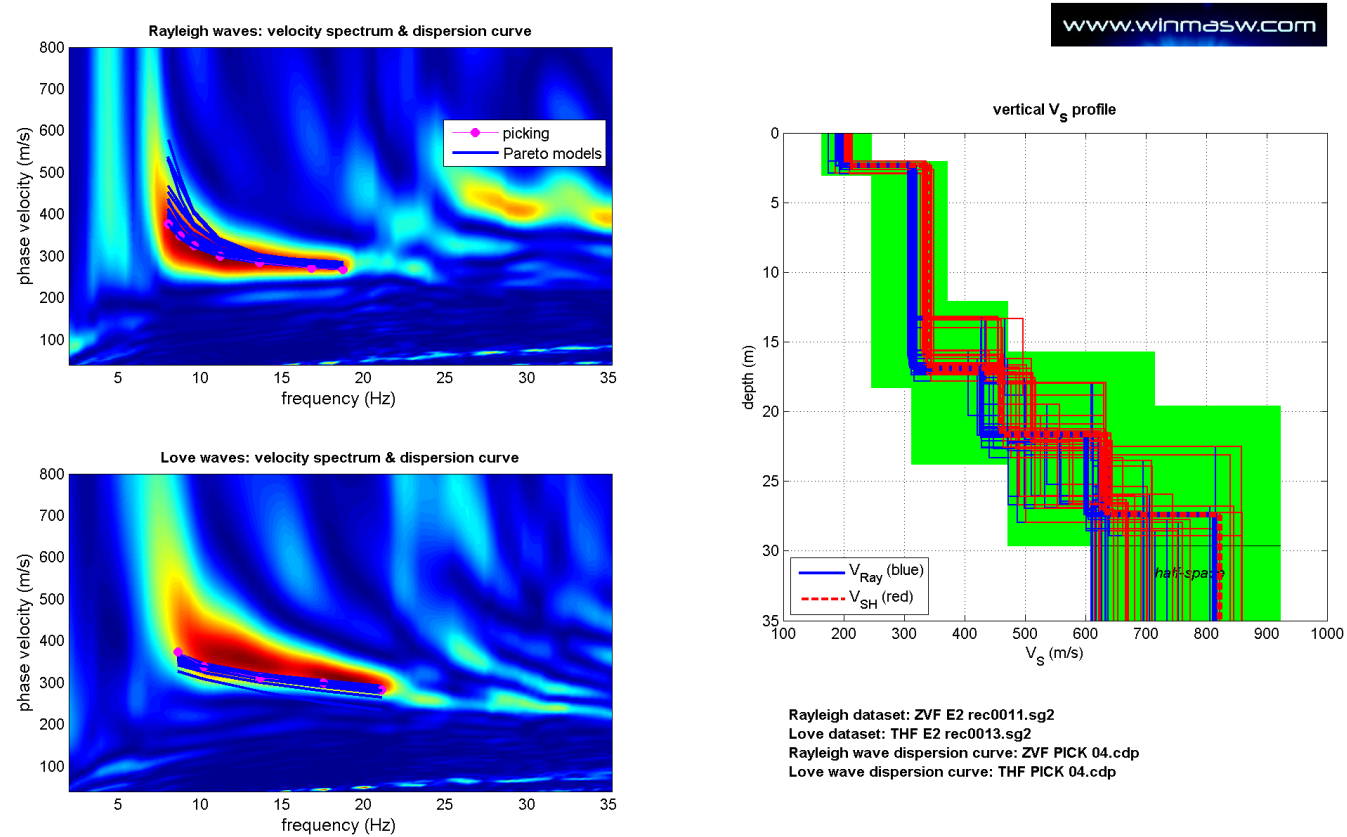 www.winmasw.com
Rayleigh waves: velocity spectrum & dispersion curve
800
700
600
500
400
300
200
100
phase velocity (m/s)
picking
Pareto models
5 10 15 20 25 30 35
frequency (Hz)
Love waves: velocity spectrum & dispersion curve
800
700
600
500
400
300
200
100
phase velocity (m/s)
5 10 15 20 25 30 35
frequency (Hz)
vertical VS profile
0
5
10
15
20
25
30
35
depth (m)
VRay (blue)
VSH (red)
half-space
100 200 300 400 500 600 700 800 900 1000
VS (m/s)
Rayleigh dataset: ZVF E2 rec0011.sg2
Love dataset: THF E2 rec0013.sg2
Rayleigh wave dispersion curve: ZVF PICK 04.cdp
Love wave dispersion curve: THF PICK 04.cdp